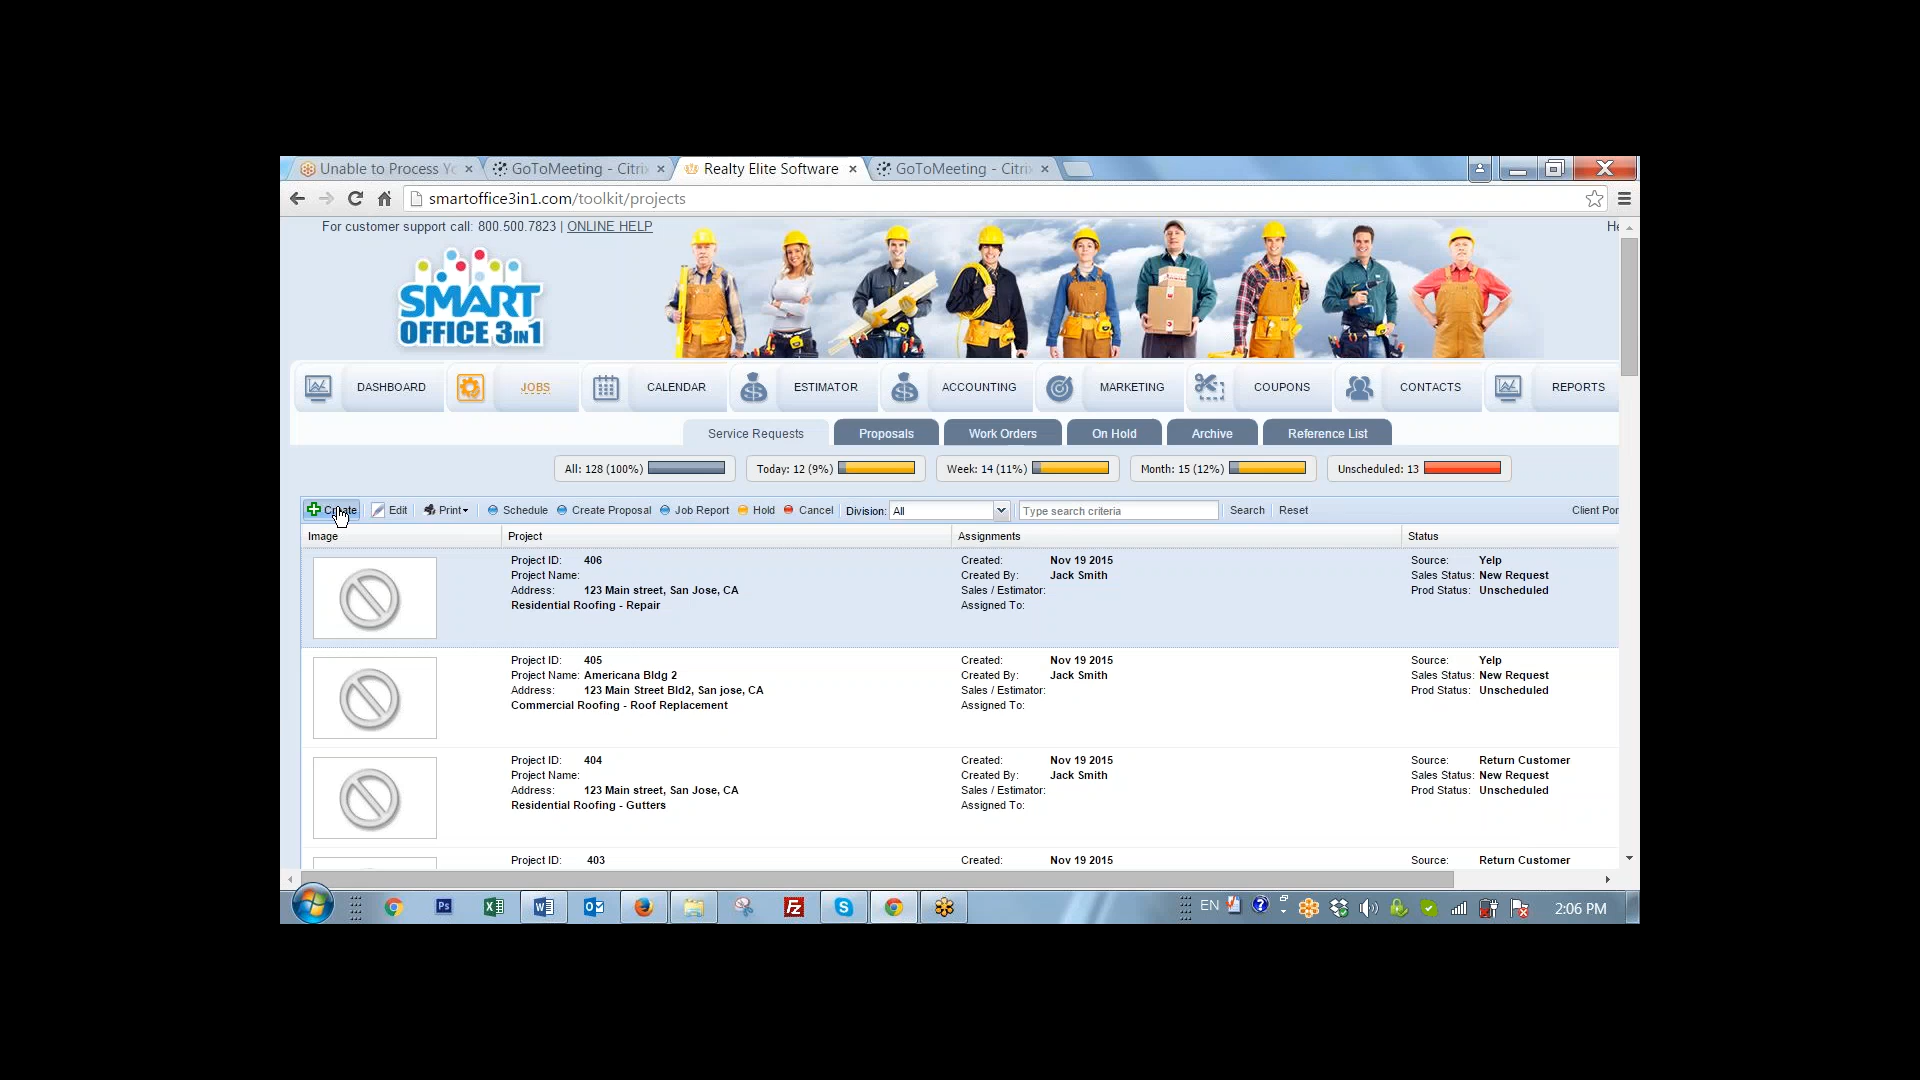 Unable to Process Yo
GoToMeeting - Citri
Realty Elite Software
GoToMeeting - Citri
smartoffice3in1.com/toolkit/projects
For customer support call: 800.500.7823 | ONLINE HELP
He
SMART
OFFICE 3IN1
DASHBOARD
JOBS
CALENDAR
ESTIMATOR
ACCOUNTING
MARKETING
COUPONS
CONTACTS
REPORTS
Service Requests
Proposals
Work Orders
On Hold
Archive
Reference List
All: 128 (100%)
Today: 12 (9%)
Week: 14 (11%)
Month: 15 (12%)
Unscheduled: 13
Create
Edit
Print
Schedule
Create Proposal
Job Report
Hold
Cancel
Division: All
Type search criteria
Search
Reset
Client Por
Image
Project
Assignments
Status
Project ID: 406
Project Name:
Address: 123 Main street, San Jose, CA
Residential Roofing - Repair
Created: Nov 19 2015
Created By: Jack Smith
Sales / Estimator:
Assigned To:
Source: Yelp
Sales Status: New Request
Prod Status: Unscheduled
Project ID: 405
Project Name: Americana Bldg 2
Address: 123 Main Street Bld2, San jose, CA
Commercial Roofing - Roof Replacement
Created: Nov 19 2015
Created By: Jack Smith
Sales / Estimator:
Assigned To:
Source: Yelp
Sales Status: New Request
Prod Status: Unscheduled
Project ID: 404
Project Name:
Address: 123 Main street, San Jose, CA
Residential Roofing - Gutters
Created: Nov 19 2015
Created By: Jack Smith
Sales / Estimator:
Assigned To:
Source: Return Customer
Sales Status: New Request
Prod Status: Unscheduled
Project ID: 403
Created: Nov 19 2015
Source: Return Customer
Ps
EN
2:06 PM